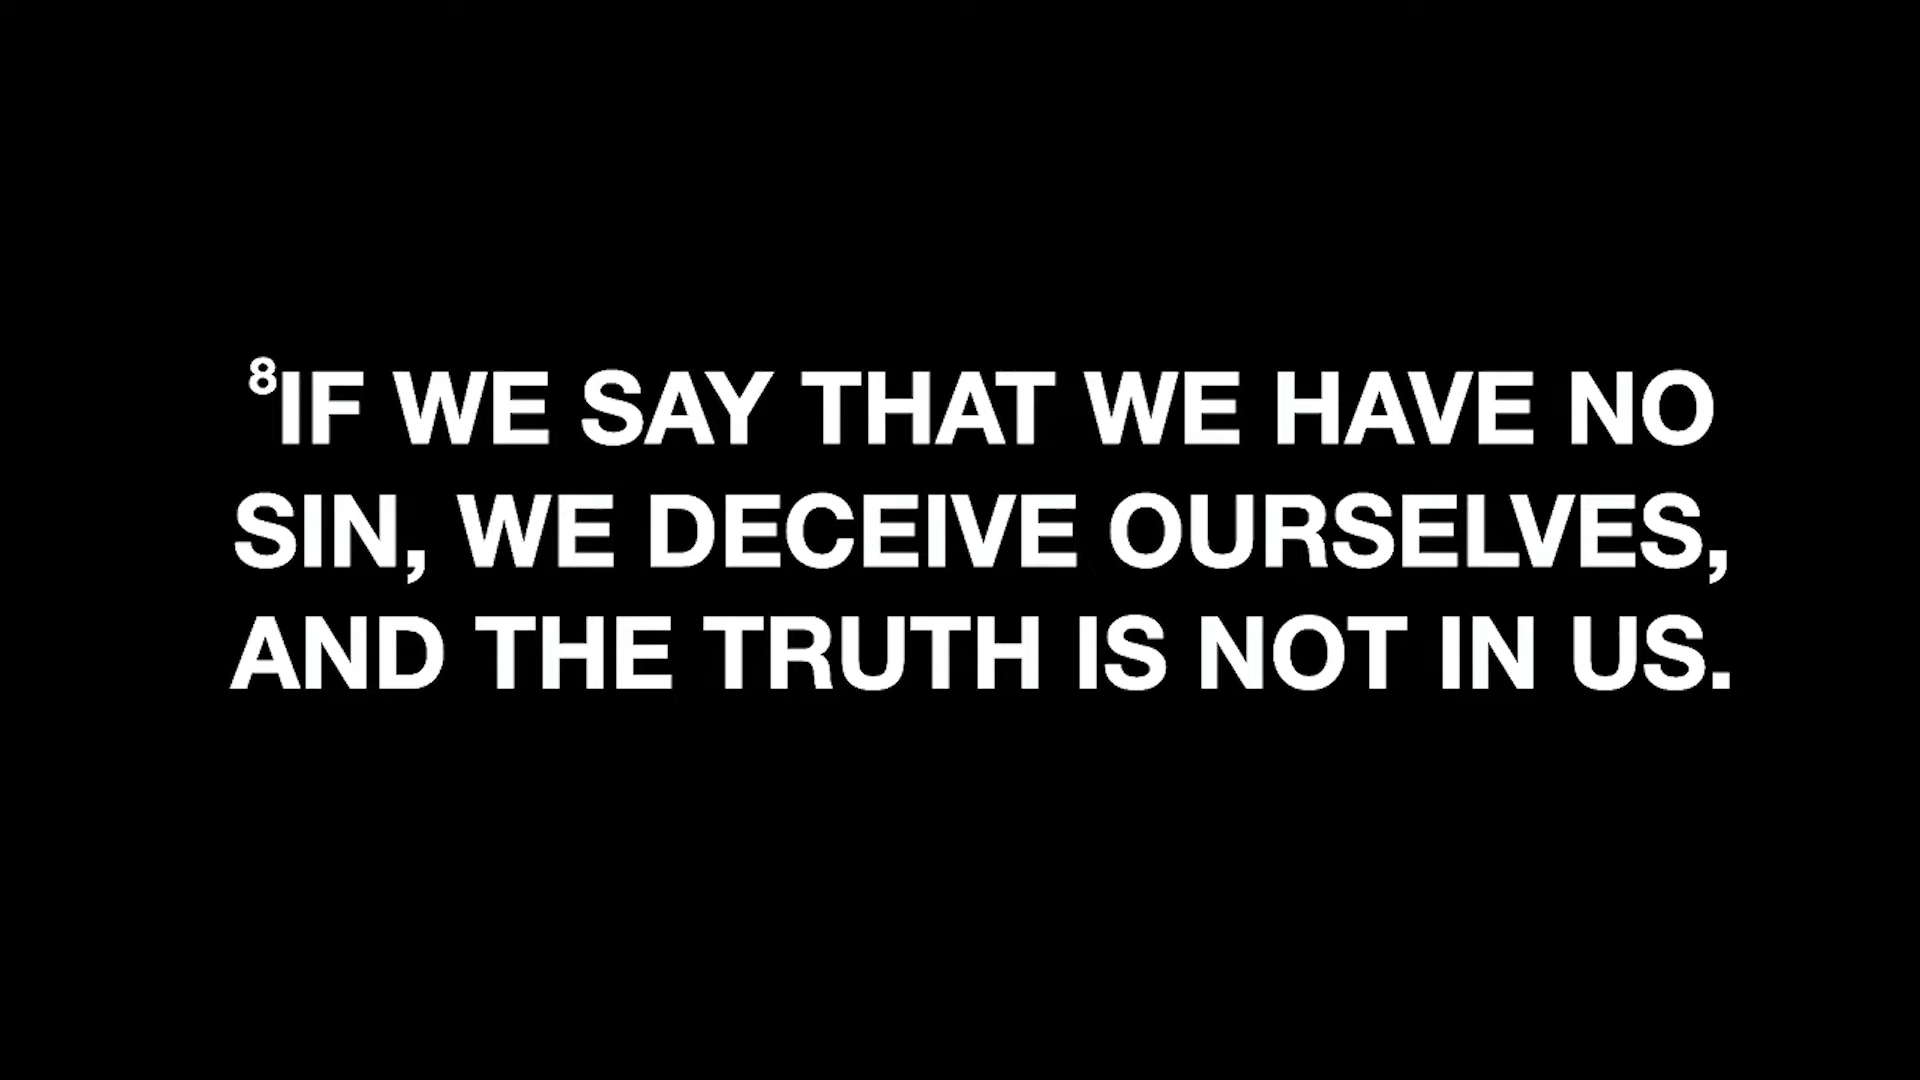 ⁸IF WE SAY THAT WE HAVE NO
SIN, WE DECEIVE OURSELVES,
AND THE TRUTH IS NOT IN US.